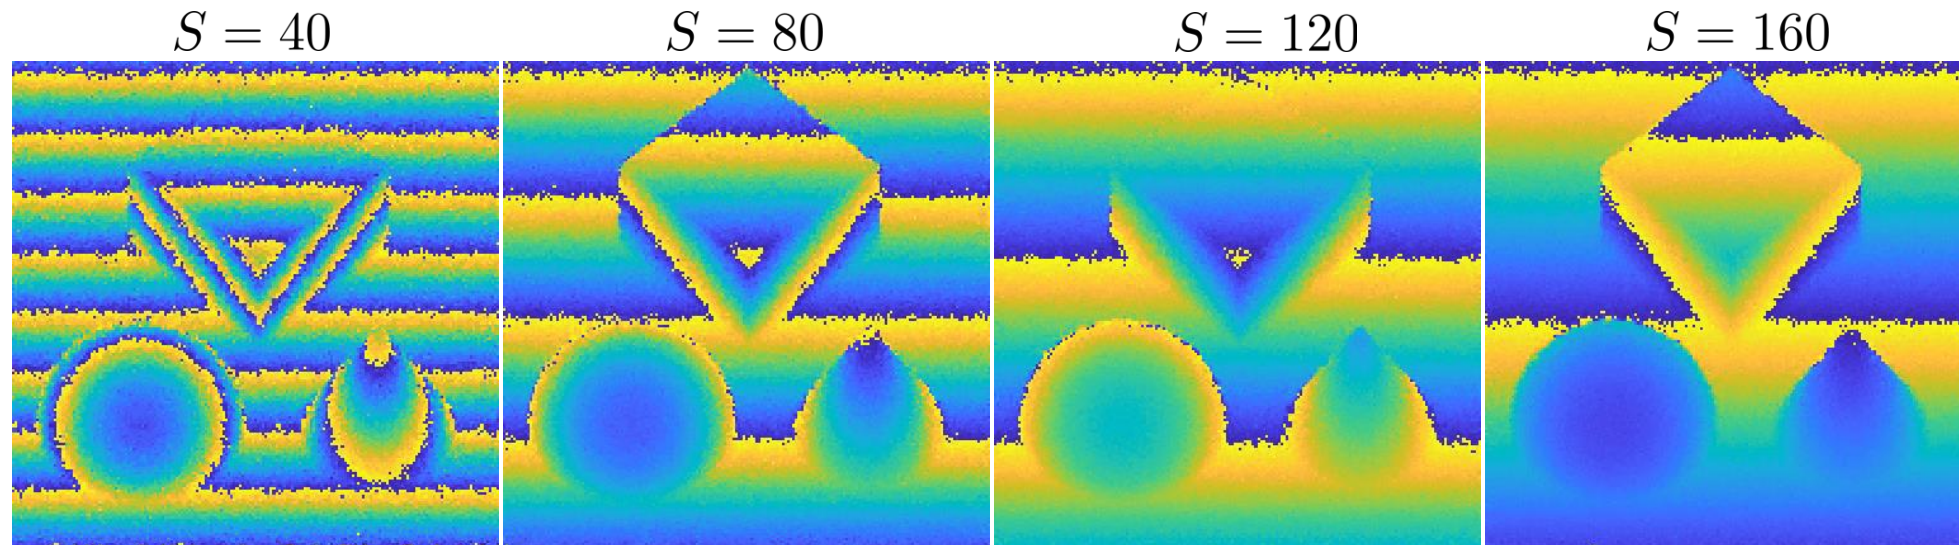 S = 40
S = 80
S = 120
S = 160